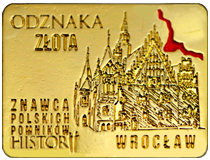 ODZNAKA
ZŁOTA
ZNAWCA
POLSKICH
POMNIKÓW
HISTORII
WROCŁAW